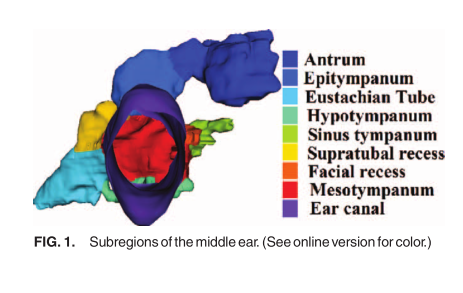 Antrum
Epitympanum
Eustachian Tube
Hypotympanum
Sinus tympanum
Supratubal recess
Facial recess
Mesotympanum
Ear canal
FIG. 1. Subregions of the middle ear. (See online version for color.)